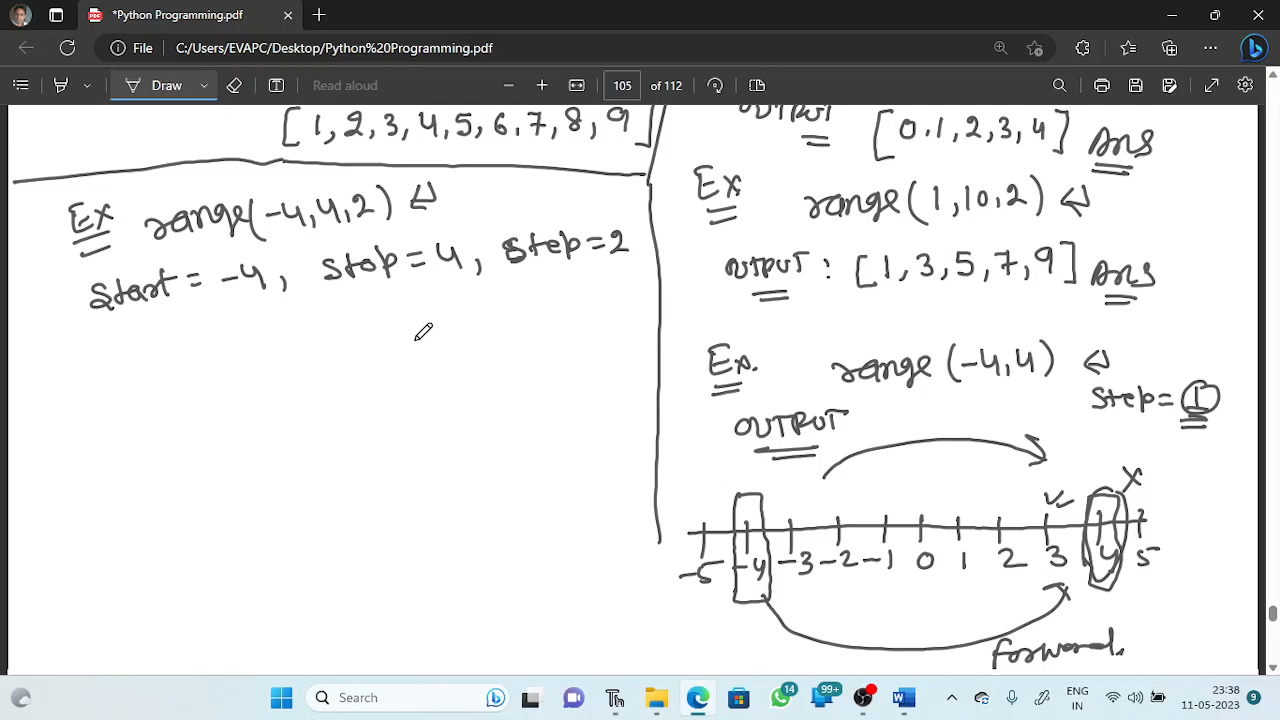 *Python Programming.pdf
File C:/Users/EVAPC/Desktop/Python%20Programming.pdf
Draw Read aloud 105 of 112
[1, 2, 3, 4, 5, 6, 7, 8, 9]
Ex range(-4,4,2)
Start = -4, stop = 4, step = 2
OUTPUT [0.1, 2, 3, 4] Ans
Ex range(1,10,2)
OUTPUT : [1, 3, 5, 7, 9] Ans
Ex. range (-4,4)
Step = 1
OUTPUT
X
-5 -4 -3 -2 -1 0 1 2 3 4 5
Forward.
Search 14 99+ ENG IN 23:38 11-05-2023 9